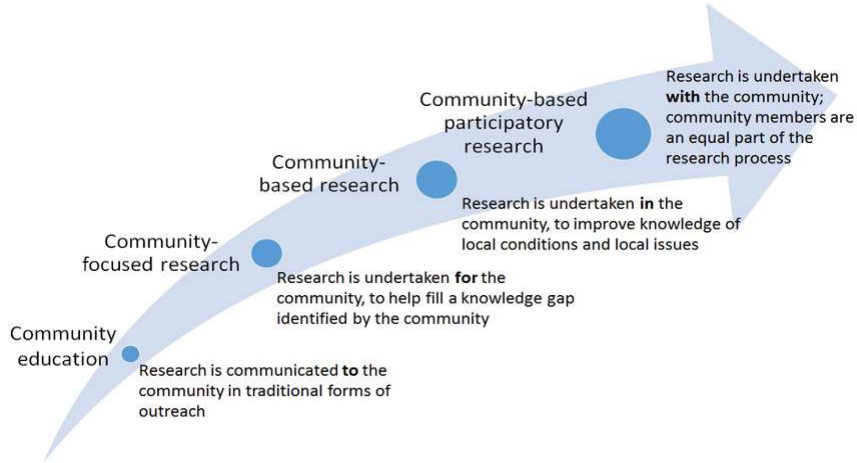 Community
education
Research is communicated to the
community in traditional forms of
outreach
Community-
focused research
Research is undertaken for the
community, to help fill a knowledge gap
identified by the community
Community-
based research
Research is undertaken in the
community, to improve knowledge of
local conditions and local issues
Community-based
participatory
research
Research is undertaken
with the community;
community members are
an equal part of the
research process